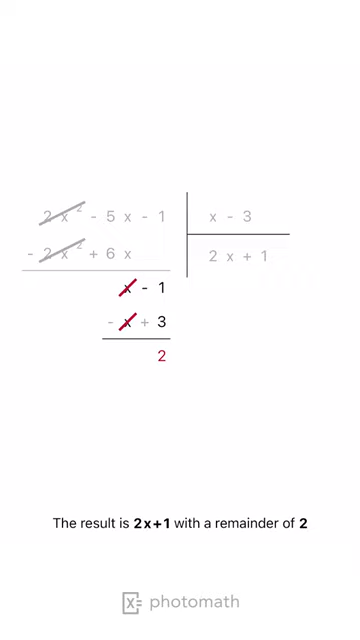 2x² - 5x - 1 | x - 3
- 2x² + 6x | 2x + 1
x - 1
- x + 3
2
The result is 2x+1 with a remainder of 2
photomath